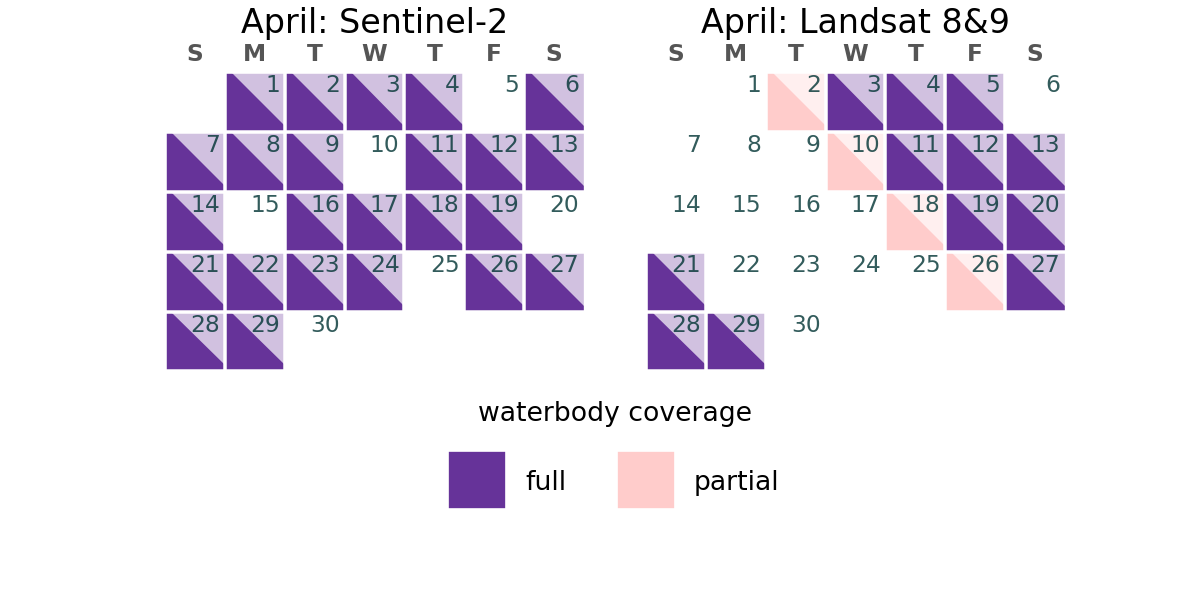 April: Sentinel-2
S M T W T F S
1 2 3 4 5 6
7 8 9 10 11 12 13
14 15 16 17 18 19 20
21 22 23 24 25 26 27
28 29 30
April: Landsat 8&9
S M T W T F S
1 2 3 4 5 6
7 8 9 10 11 12 13
14 15 16 17 18 19 20
21 22 23 24 25 26 27
28 29 30
waterbody coverage
full partial